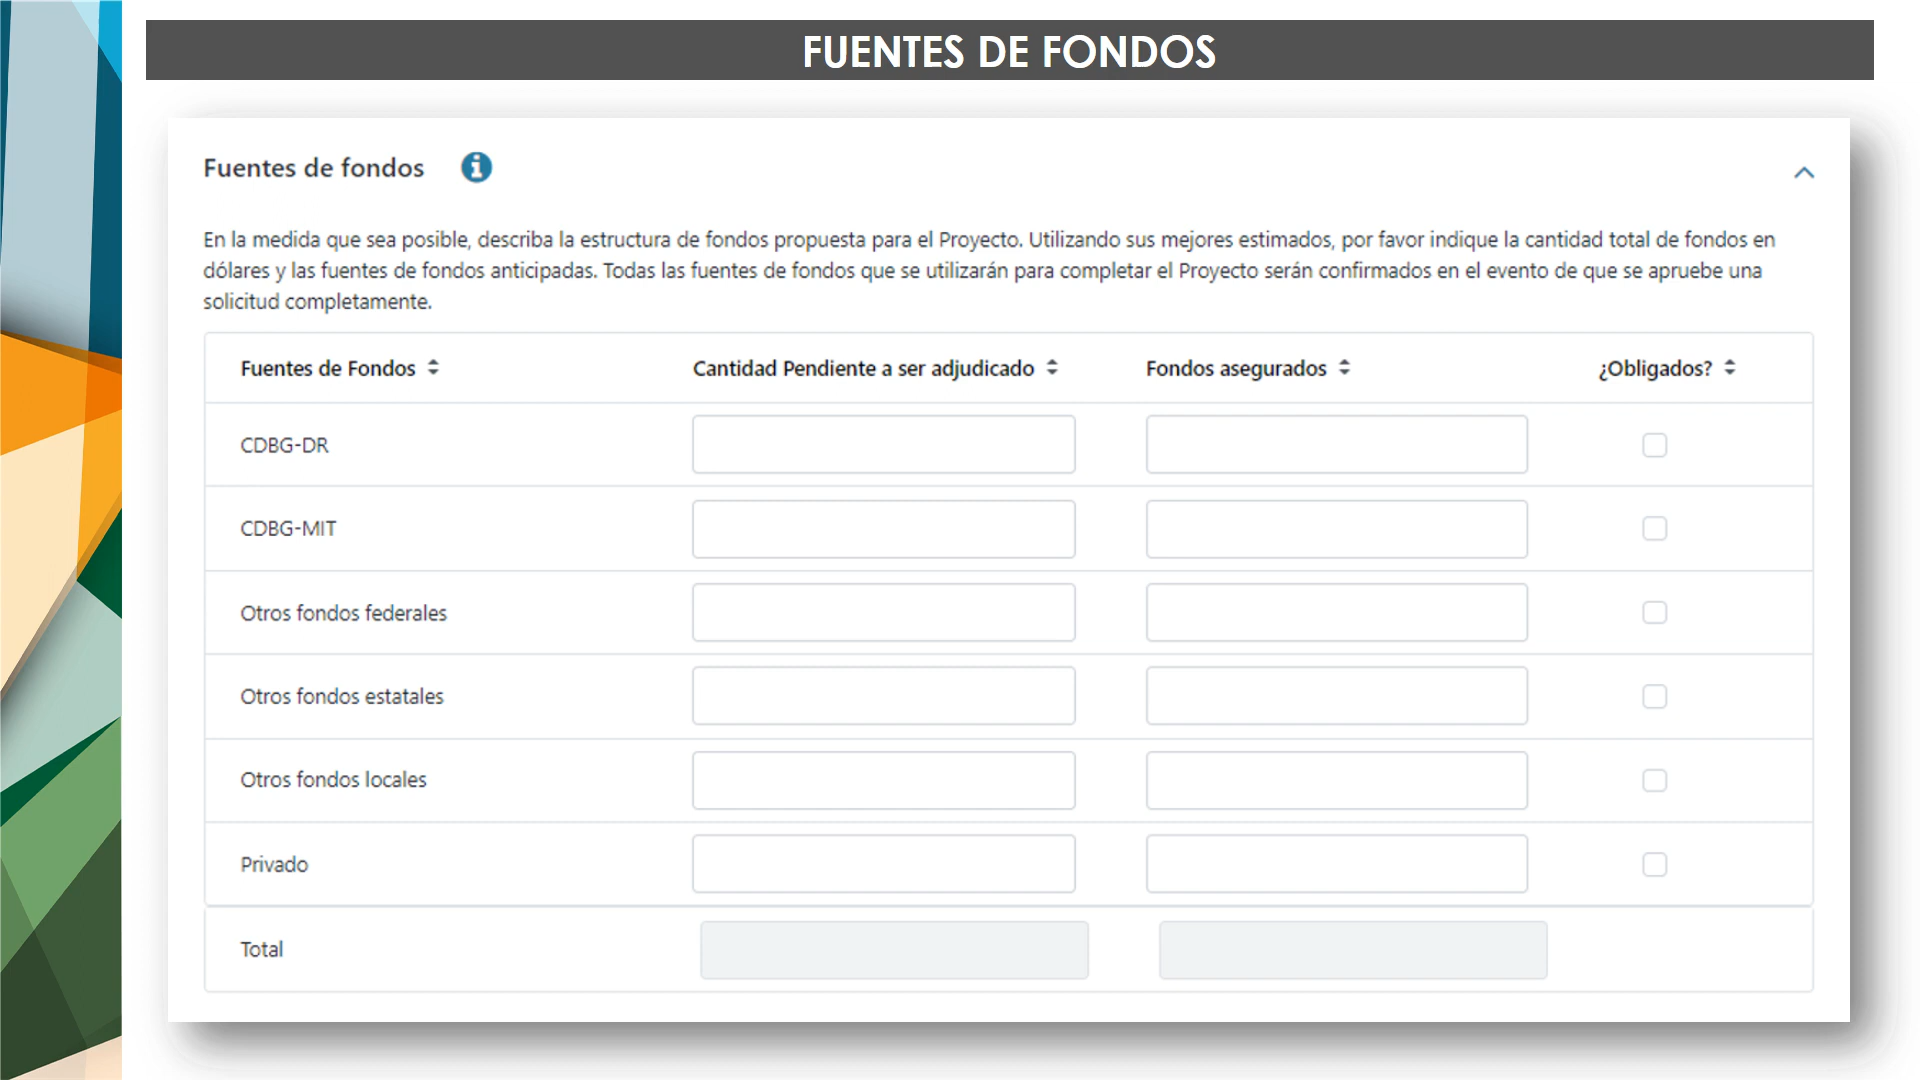 FUENTES DE FONDOS
Fuentes de fondos
En la medida que sea posible, describa la estructura de fondos propuesta para el Proyecto. Utilizando sus mejores estimados, por favor indique la cantidad total de fondos en
dólares y las fuentes de fondos anticipadas. Todas las fuentes de fondos que se utilizarán para completar el Proyecto serán confirmados en el evento de que se apruebe una
solicitud completamente.
Fuentes de Fondos Cantidad Pendiente a ser adjudicado Fondos asegurados ¿Obligados?
CDBG-DR
CDBG-MIT
Otros fondos federales
Otros fondos estatales
Otros fondos locales
Privado
Total